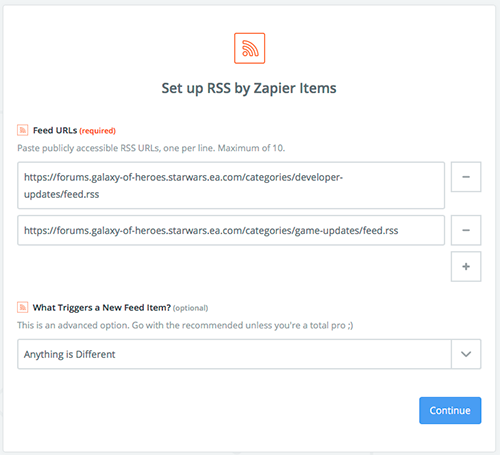 Set up RSS by Zapier Items
Feed URLs (required)
Paste publicly accessible RSS URLs, one per line. Maximum of 10.
https://forums.galaxy-of-heroes.starwars.ea.com/categories/developer-
updates/feed.rss
https://forums.galaxy-of-heroes.starwars.ea.com/categories/game-updates/feed.rss
What Triggers a New Feed Item? (optional)
This is an advanced option. Go with the recommended unless you're a total pro ;)
Anything is Different
Continue